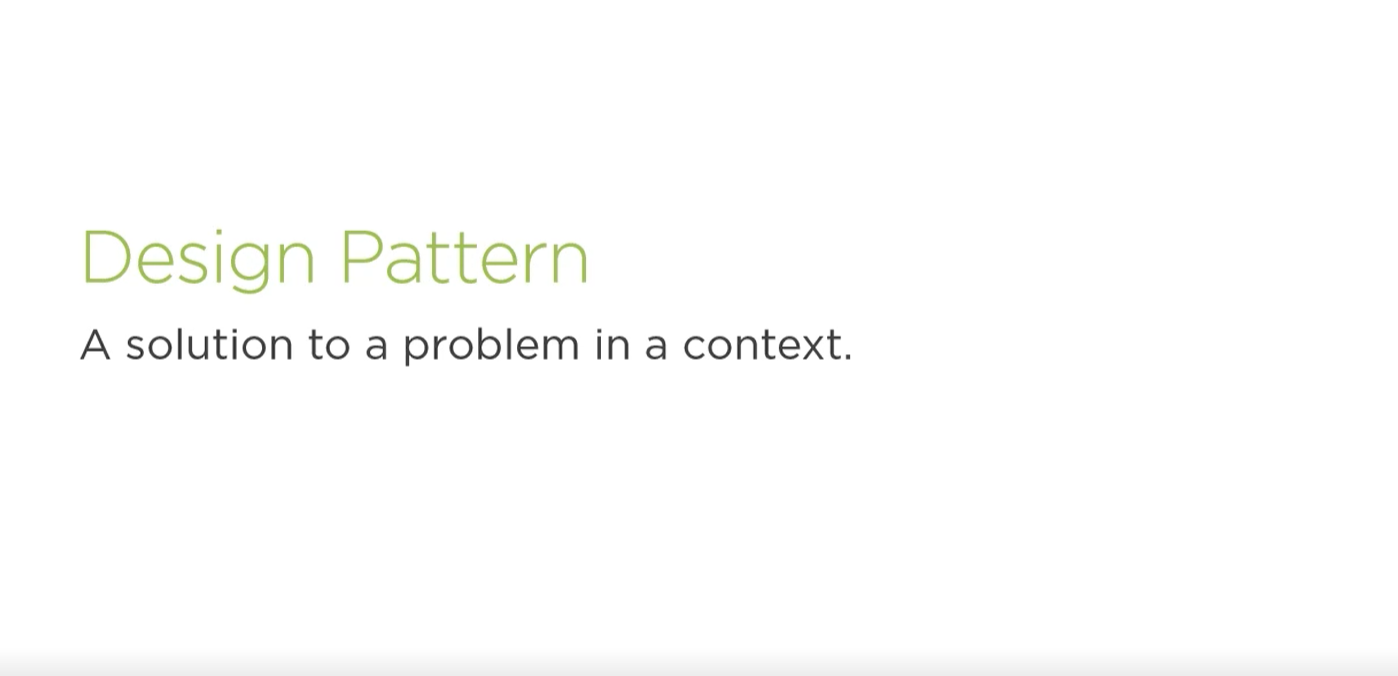 Design Pattern
A solution to a problem in a context.